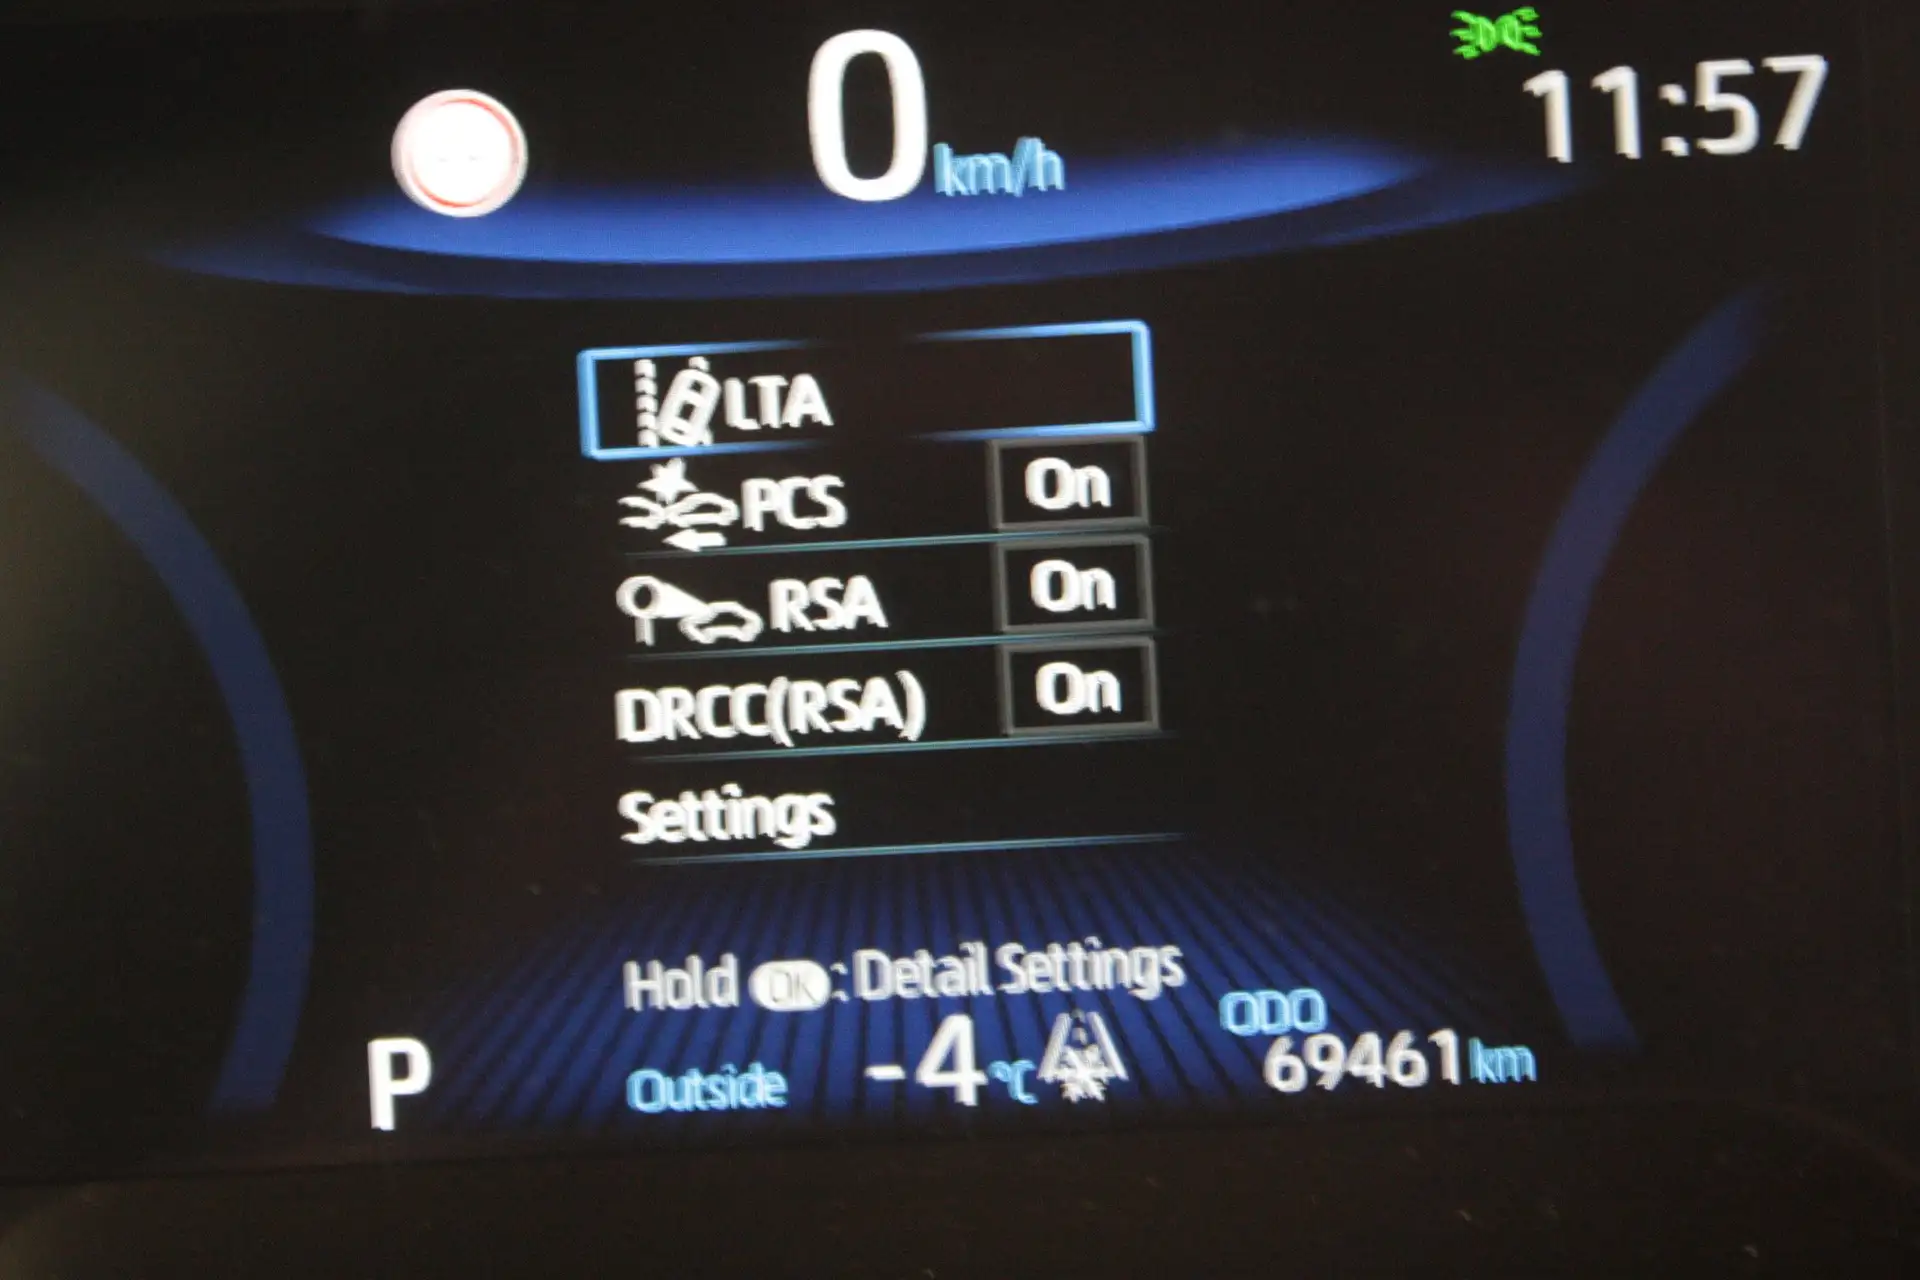 0 km/h
11:57
LTA
PCS On
RSA On
DRCC(RSA) On
Settings
Hold OK : Detail Settings
P
Outside -4°C
ODO
69461 km